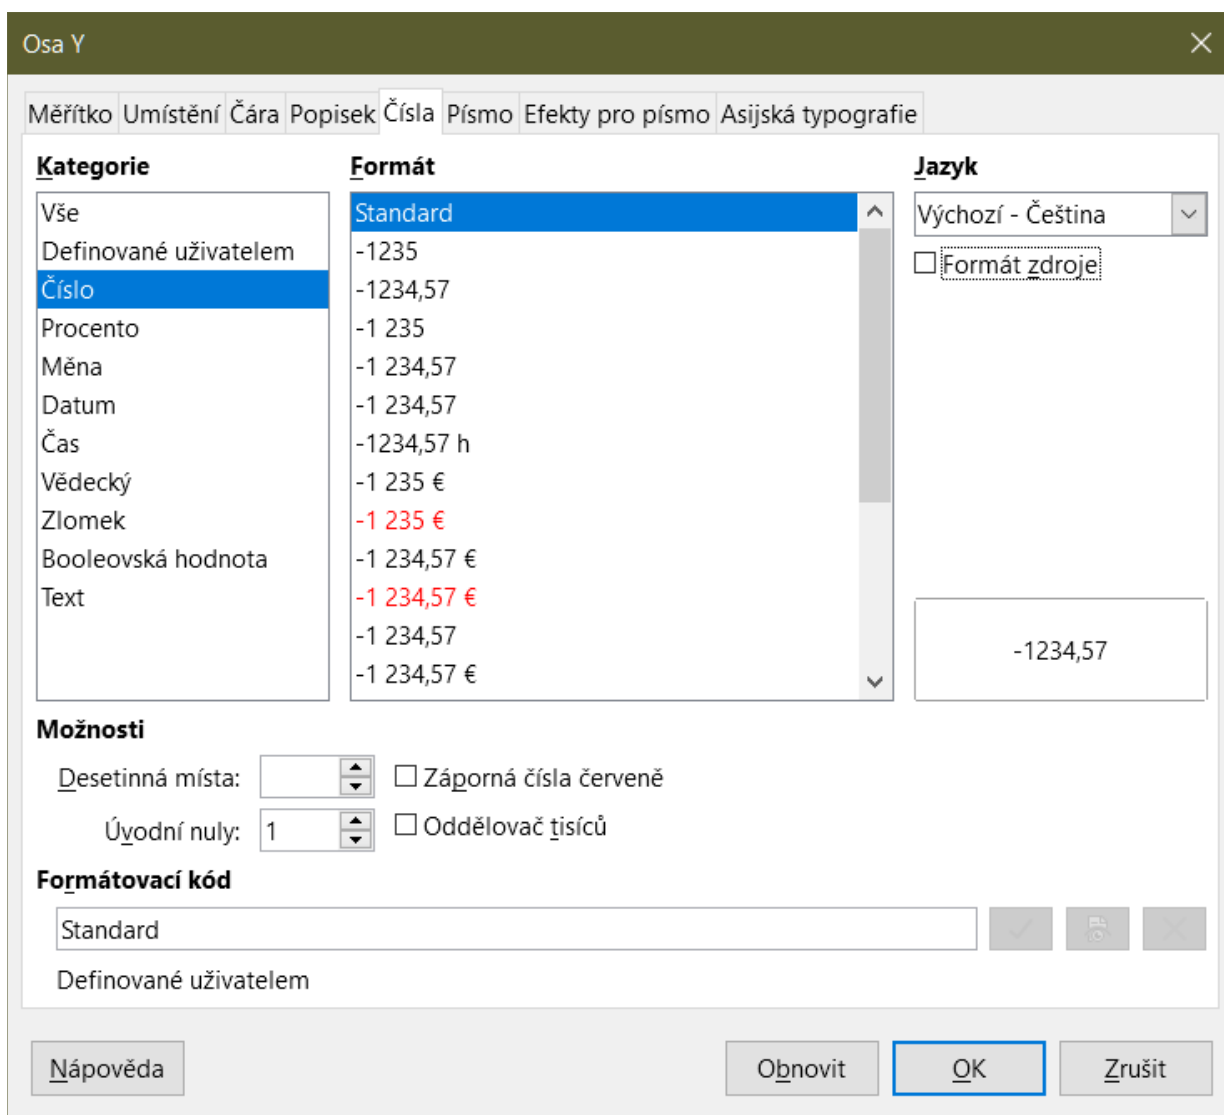 Osa Y
Měřítko Umístění Čára Popisek Čísla Písmo Efekty pro písmo Asijská typografie
Kategorie
Vše
Definované uživatelem
Číslo
Procento
Měna
Datum
Čas
Vědecký
Zlomek
Booleovská hodnota
Text
Formát
Standard
-1235
-1234,57
-1 235
-1 234,57
-1 234,57
-1234,57 h
-1 235 €
-1 235 €
-1 234,57 €
-1 234,57 €
-1 234,57
-1 234,57 €
Jazyk
Výchozí - Čeština
Formát zdroje
-1234,57
Možnosti
Desetinná místa:
Záporná čísla červeně
Úvodní nuly: 1
Oddělovač tisíců
Formátovací kód
Standard
Definované uživatelem
Nápověda Obnovit OK Zrušit